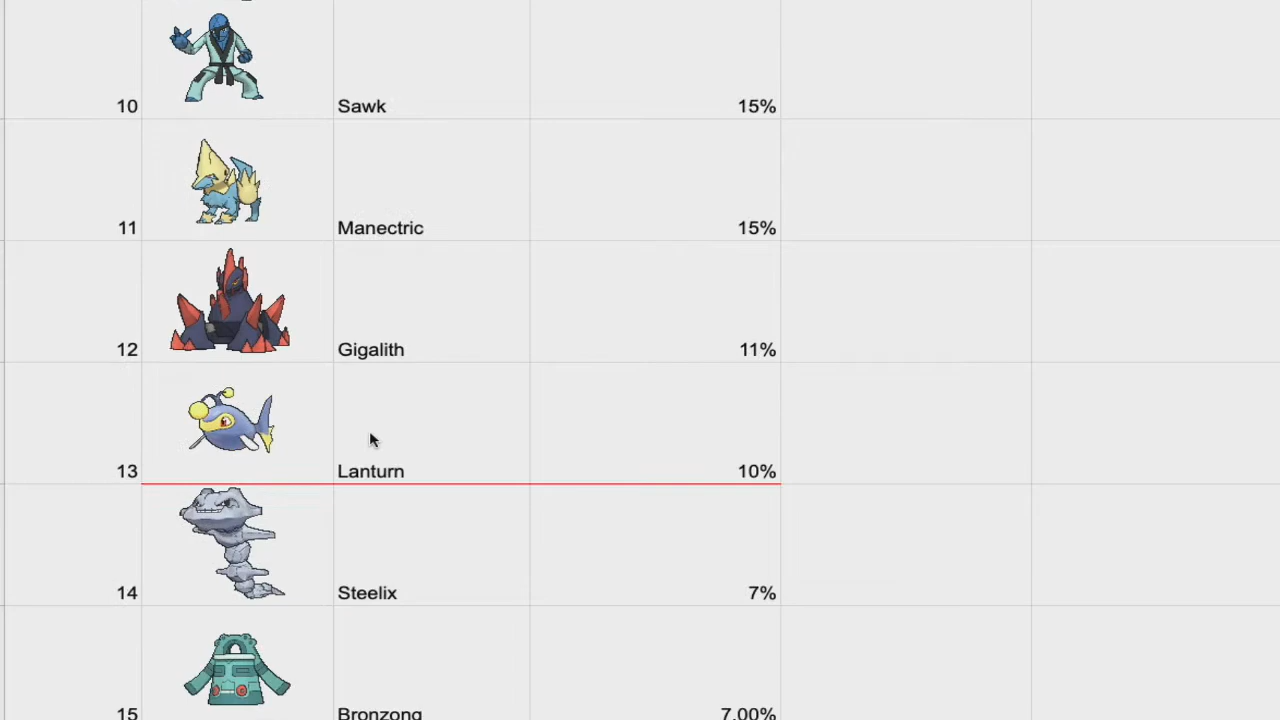 10 Sawk 15%
11 Manectric 15%
12 Gigalith 11%
13 Lanturn 10%
14 Steelix 7%
15 Bronzong 7.00%